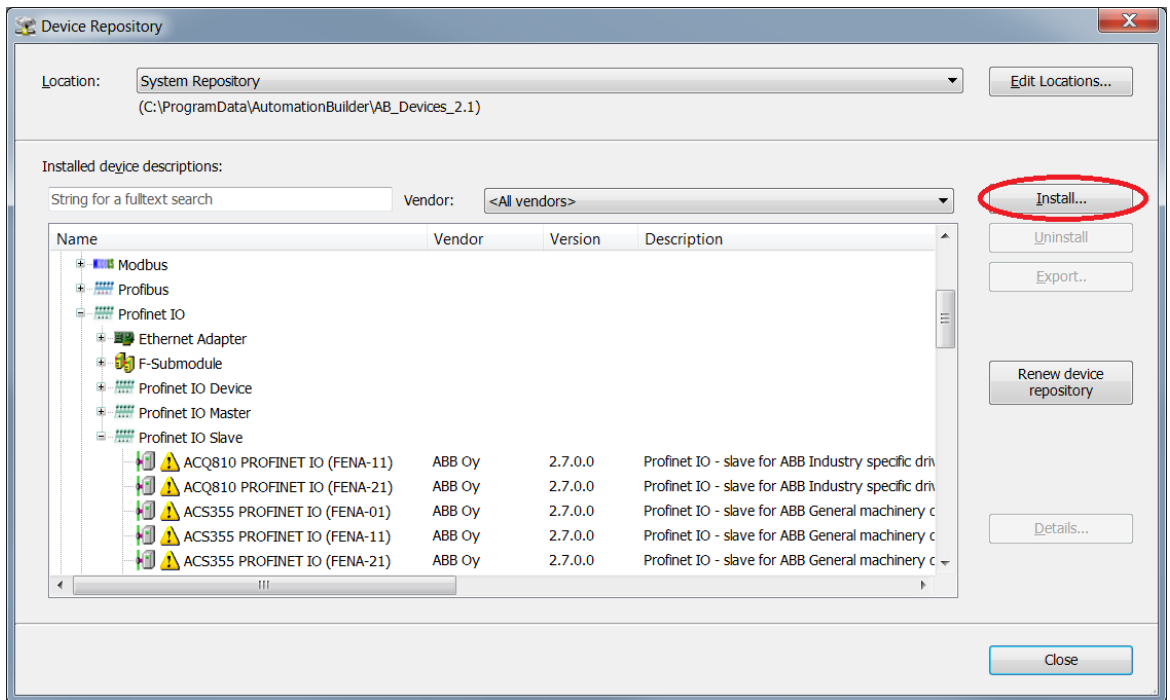 Device Repository
Location: System Repository Edit Locations...
(C:\ProgramData\AutomationBuilder\AB_Devices_2.1)
Installed device descriptions:
String for a fulltext search Vendor: <All vendors> Install...
Name Vendor Version Description Uninstall
Modbus
Profibus Export..
Profinet IO
Ethernet Adapter
F-Submodule
Profinet IO Device Renew device
repository
Profinet IO Master
Profinet IO Slave
ACQ810 PROFINET IO (FENA-11) ABB Oy 2.7.0.0 Profinet IO - slave for ABB Industry specific driv
ACQ810 PROFINET IO (FENA-21) ABB Oy 2.7.0.0 Profinet IO - slave for ABB Industry specific driv
ACS355 PROFINET IO (FENA-01) ABB Oy 2.7.0.0 Profinet IO - slave for ABB General machinery d
ACS355 PROFINET IO (FENA-11) ABB Oy 2.7.0.0 Profinet IO - slave for ABB General machinery d
Details...
ACS355 PROFINET IO (FENA-21) ABB Oy 2.7.0.0 Profinet IO - slave for ABB General machinery d
Close